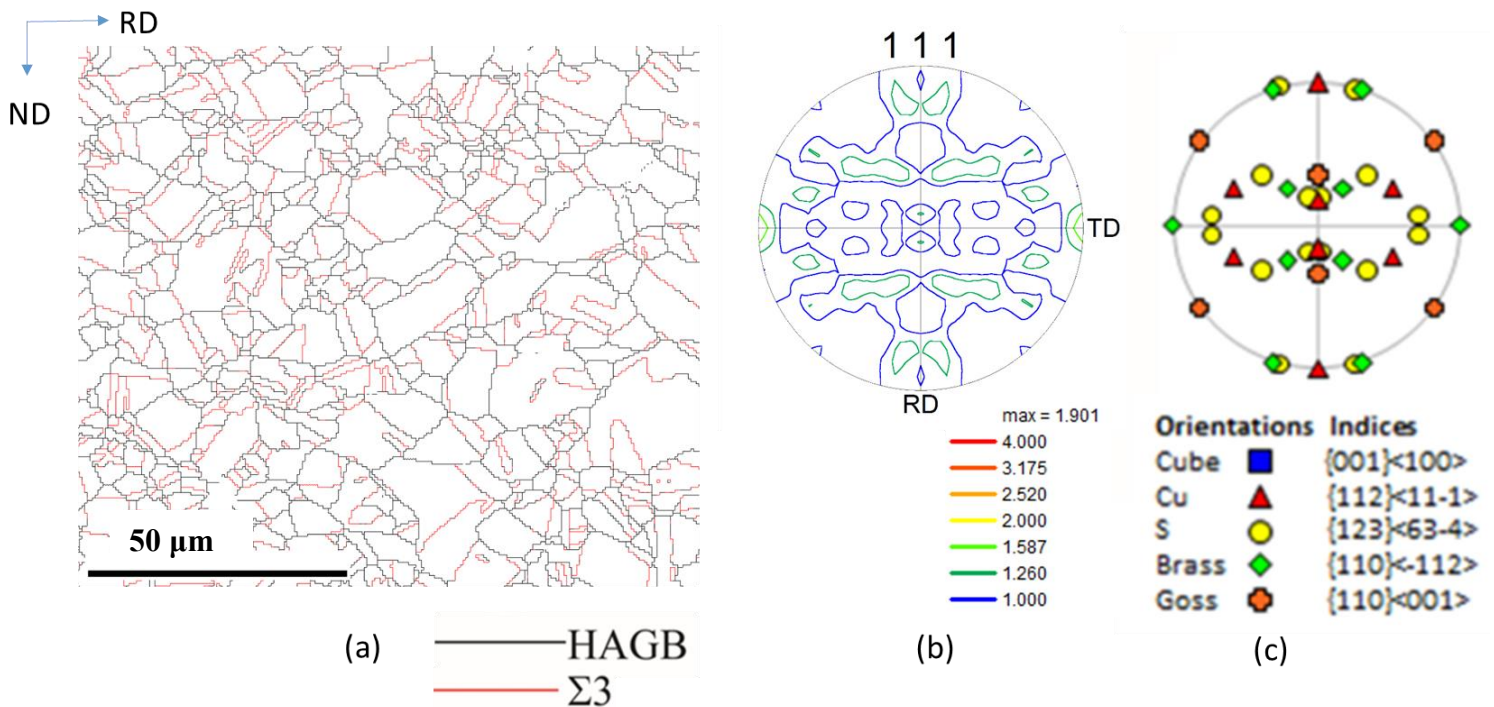 RD
ND
50 µm
(a)
HAGB
Σ3
1 1 1
TD
RD
max = 1.901
4.000
3.175
2.520
2.000
1.587
1.260
1.000
(b)
Orientations Indices
Cube {001}<100>
Cu {112}<11-1>
S {123}<63-4>
Brass {110}<-112>
Goss {110}<001>
(c)